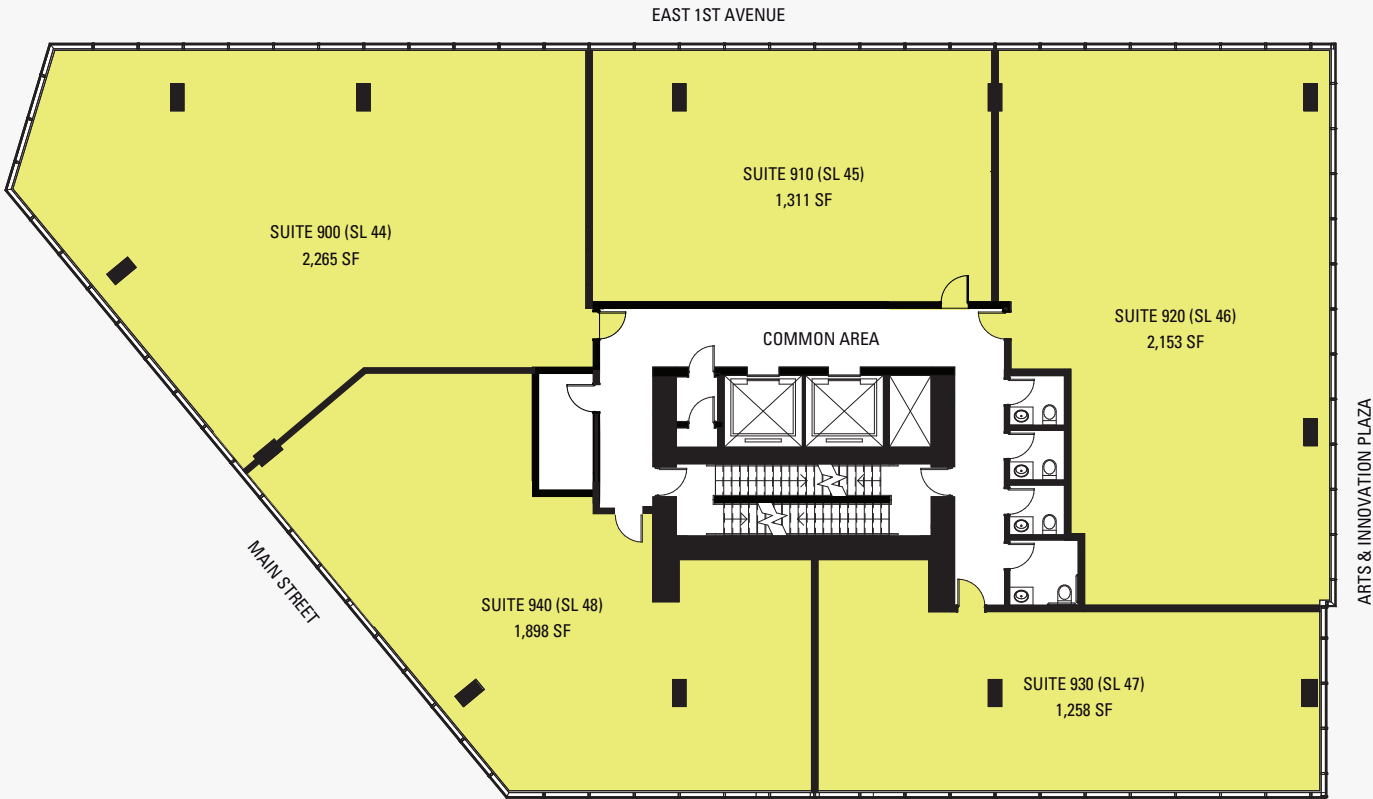 EAST 1ST AVENUE
SUITE 910 (SL 45)
1,311 SF
SUITE 900 (SL 44)
2,265 SF
SUITE 920 (SL 46)
2,153 SF
COMMON AREA
ARTS & INNOVATION PLAZA
MAIN STREET
SUITE 940 (SL 48)
1,898 SF
SUITE 930 (SL 47)
1,258 SF